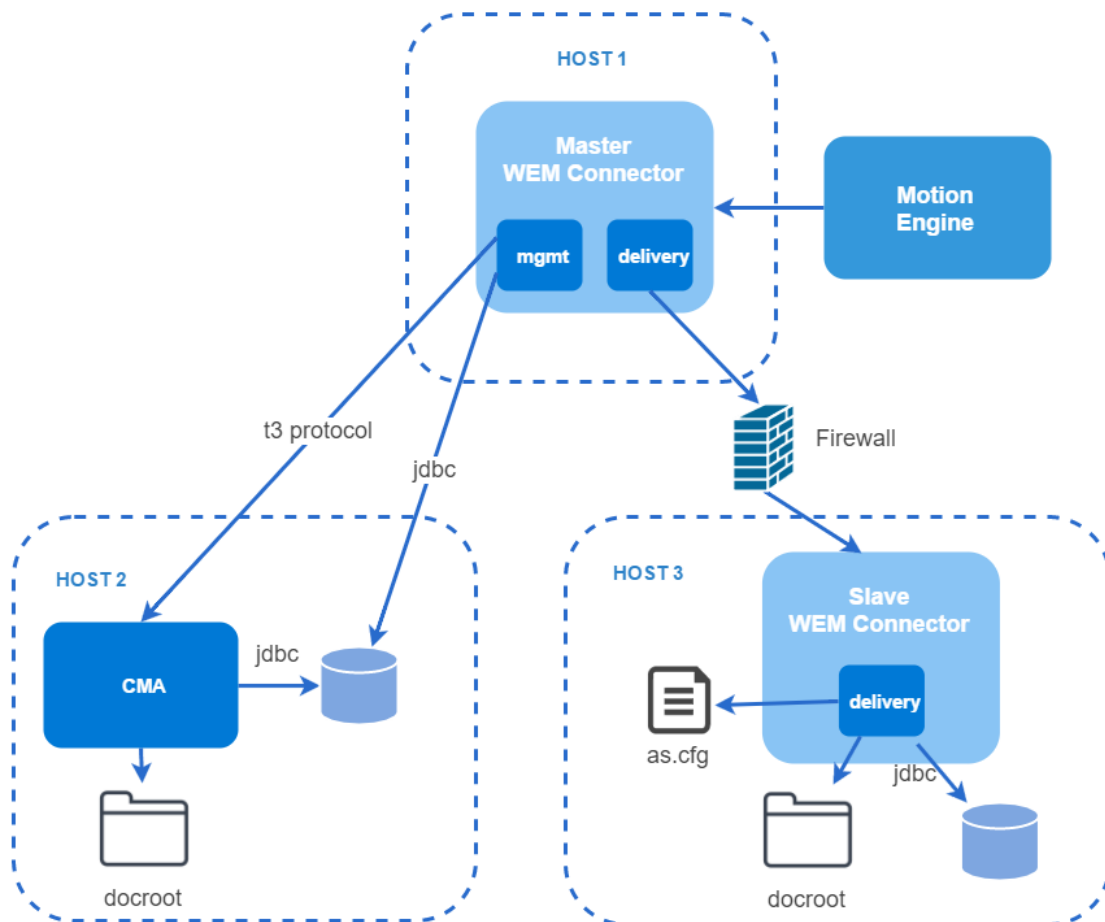 HOST 1
Master
WEM Connector
mgmt
delivery
Motion
Engine
t3 protocol
jdbc
Firewall
HOST 2
CMA
jdbc
docroot
HOST 3
Slave
WEM Connector
delivery
as.cfg
jdbc
docroot